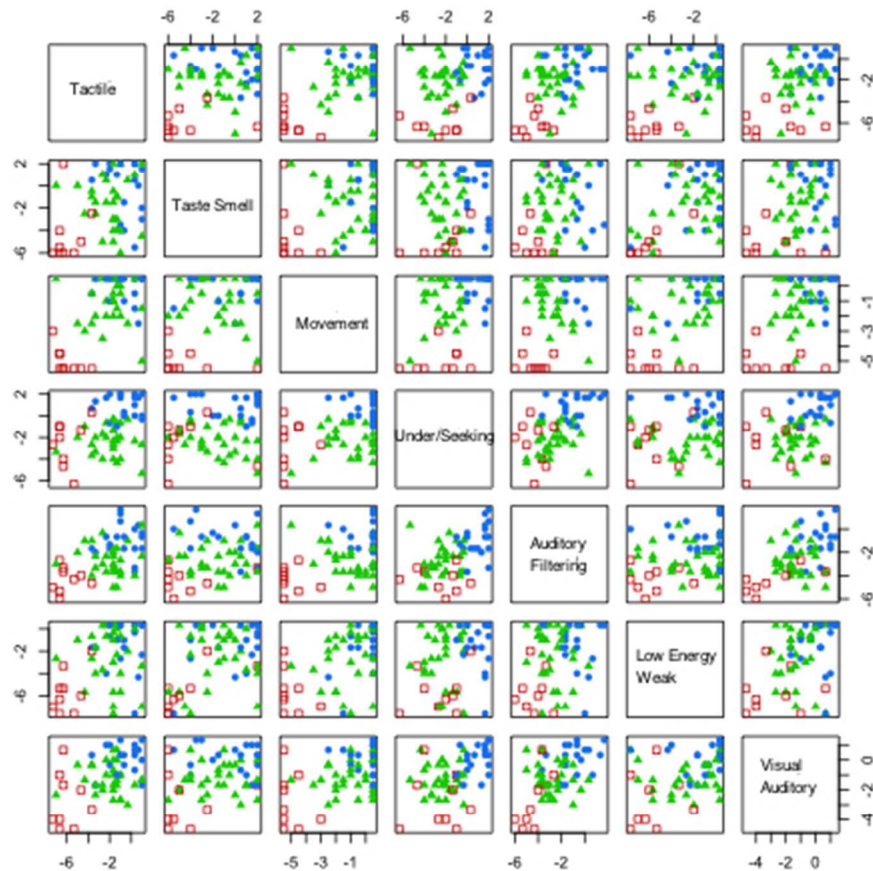 -6 -2 2 -6 -2 2 -6 -2
Tactile
-2
-6
2
-2
-6
Taste Smell
Movement
-1
-3
-5
2
-2
-6
Under/Seeking
Auditory
Filtering
-2
-6
-2
-6
Low Energy
Weak
Visual
Auditory
0
-2
-4
-6 -2 -5 -3 -1 -6 -2 -4 -2 0